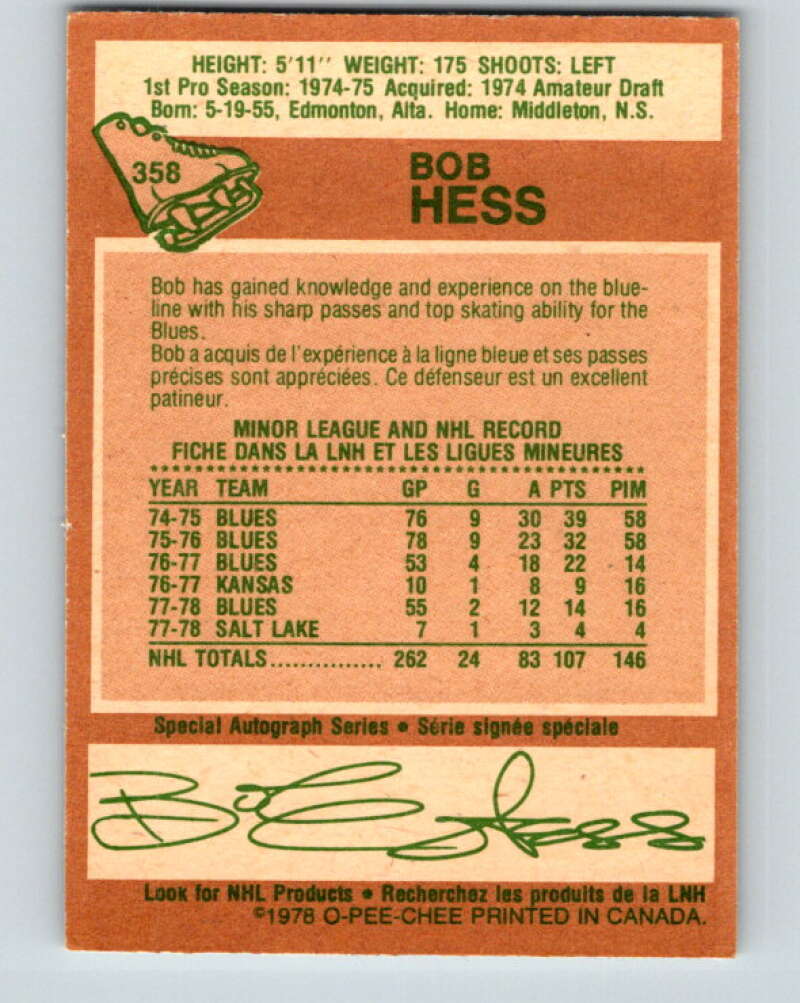 HEIGHT: 5'11'' WEIGHT: 175 SHOOTS: LEFT
1st Pro Season: 1974-75 Acquired: 1974 Amateur Draft
Born: 5-19-55, Edmonton, Alta. Home: Middleton, N.S.
358
BOB
HESS
Bob has gained knowledge and experience on the blue-
line with his sharp passes and top skating ability for the
Blues.
Bob a acquis de l'expérience à la ligne bleue et ses passes
précises sont appréciées. Ce défenseur est un excellent
patineur.
MINOR LEAGUE AND NHL RECORD
FICHE DANS LA LNH ET LES LIGUES MINEURES
YEAR TEAM GP G A PTS PIM
74-75 BLUES 76 9 30 39 58
75-76 BLUES 78 9 23 32 58
76-77 BLUES 53 4 18 22 14
76-77 KANSAS 10 1 8 9 16
77-78 BLUES 55 2 12 14 16
77-78 SALT LAKE 7 1 3 4 4
NHL TOTALS................ 262 24 83 107 146
Special Autograph Series • Série signée spéciale
Bob Hess
Look for NHL Products • Recherchez les produits de la LNH
©1978 O-PEE-CHEE PRINTED IN CANADA.